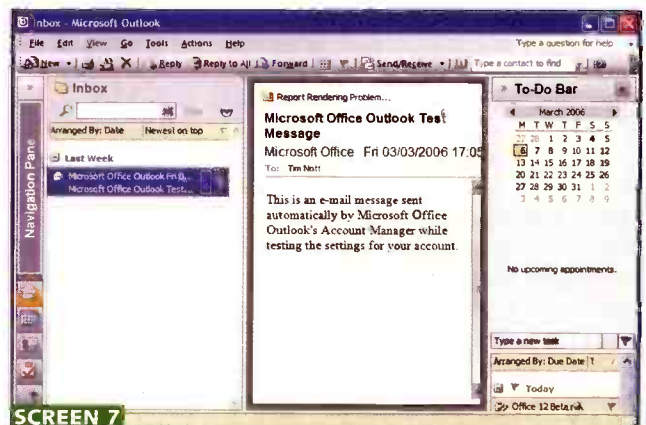 Inbox - Microsoft Outlook
File Edit View Go Tools Actions Help
Type a question for help
New Reply Reply to All Forward Send/Receive Type a contact to find
Navigation Pane
Inbox
Arranged By: Date Newest on top
Last Week
Microsoft Office Outlook Fri
Microsoft Office Outlook Test...
Report Rendering Problem...
Microsoft Office Outlook Test
Message
Microsoft Office Fri 03/03/2006 17:05
To: Tim Nott
This is an e-mail message sent
automatically by Microsoft Office
Outlook's Account Manager while
testing the settings for your account.
To-Do Bar
March 2006
M T W T F S S
27 28 1 2 3 4 5
6 7 8 9 10 11 12
13 14 15 16 17 18 19
20 21 22 23 24 25 26
27 28 29 30 31 1 2
3 4 5 6 7 8 9
No upcoming appointments.
Type a new task
Arranged By: Due Date
Today
Office 12 Beta
SCREEN 7